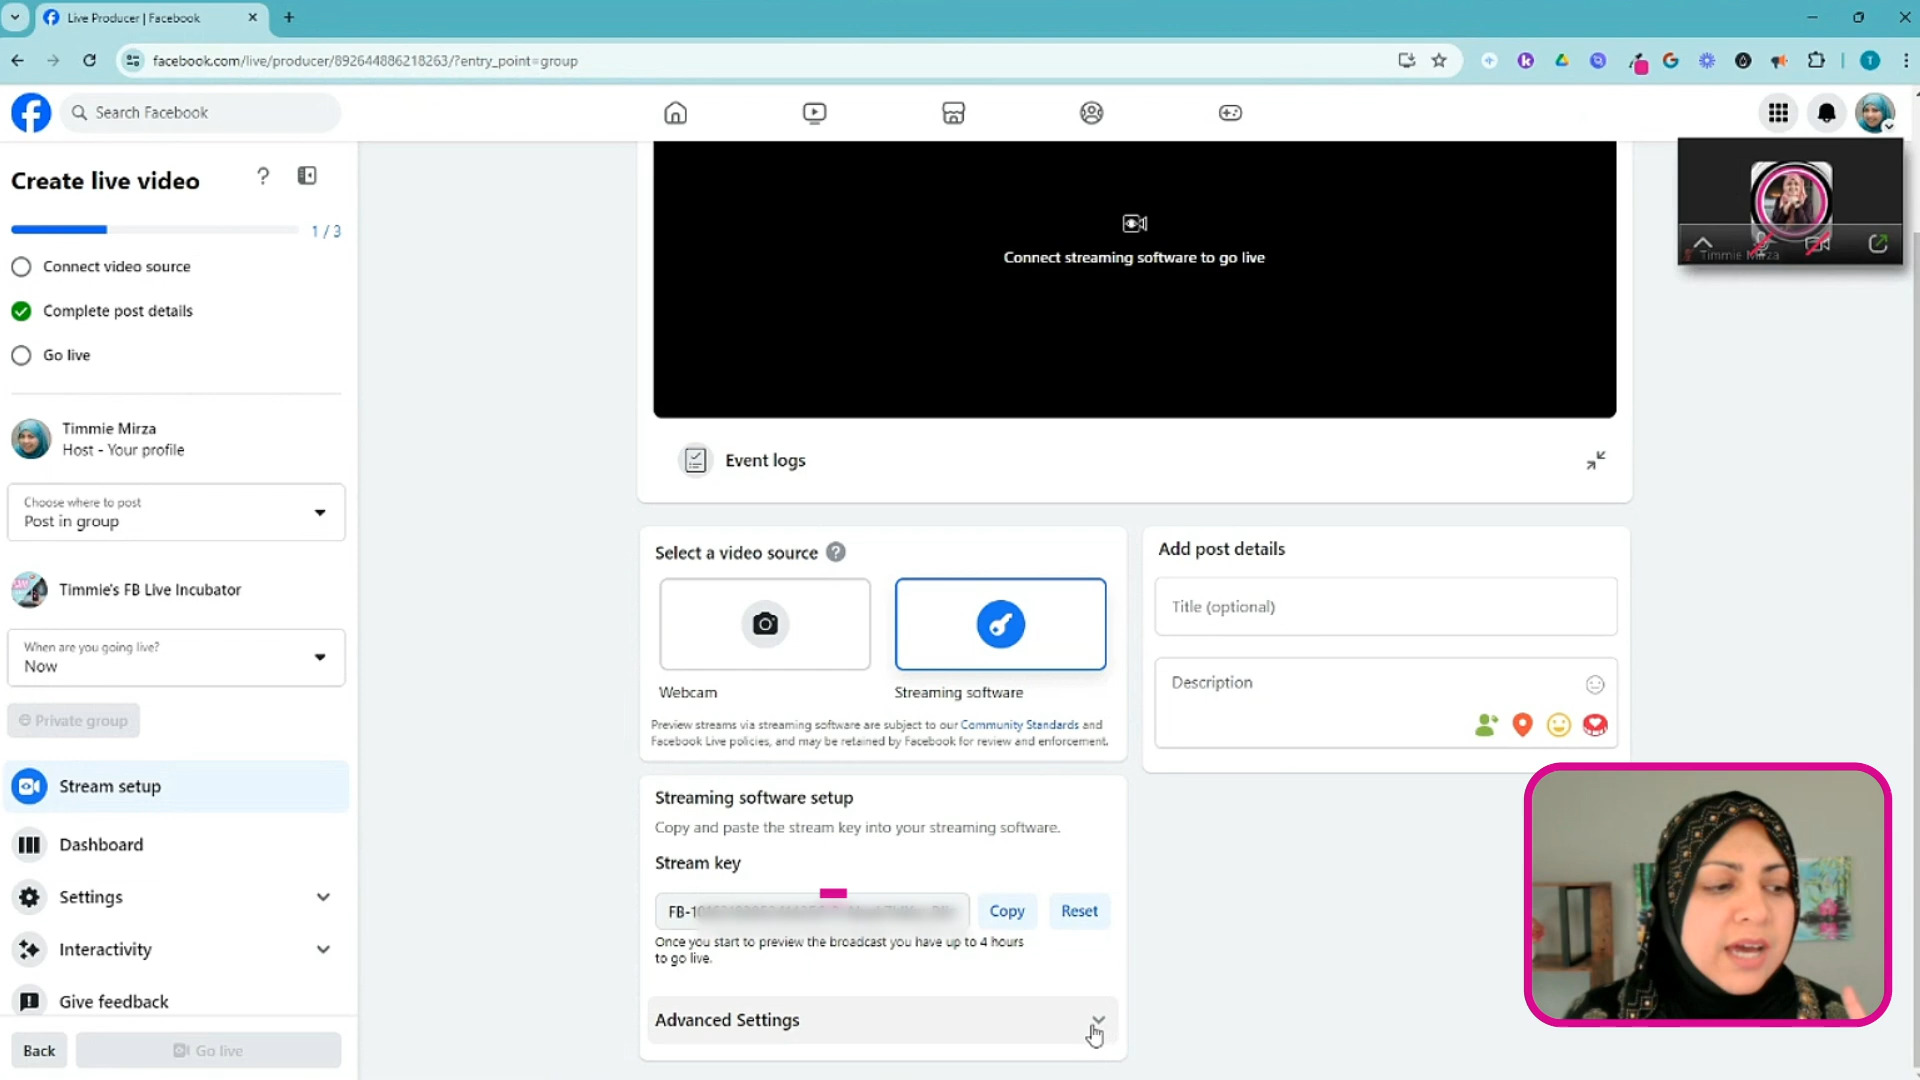 Live Producer | Facebook
facebook.com/live/producer/892644886218263/?entry_point=group
T
Search Facebook
Create live video
1 / 3
Connect video source
Complete post details
Go live
Timmie Mirza
Host - Your profile
Choose where to post
Post in group
Timmie's FB Live Incubator
When are you going live?
Now
Private group
Stream setup
Dashboard
Settings
Interactivity
Give feedback
Back
Go live
Connect streaming software to go live
Timmie Mirza
Event logs
Select a video source
Webcam
Streaming software
Preview streams via streaming software are subject to our Community Standards and
Facebook Live policies, and may be retained by Facebook for review and enforcement.
Add post details
Title (optional)
Description
Streaming software setup
Copy and paste the stream key into your streaming software.
Stream key
FB-1
Copy
Reset
Once you start to preview the broadcast you have up to 4 hours
to go live.
Advanced Settings